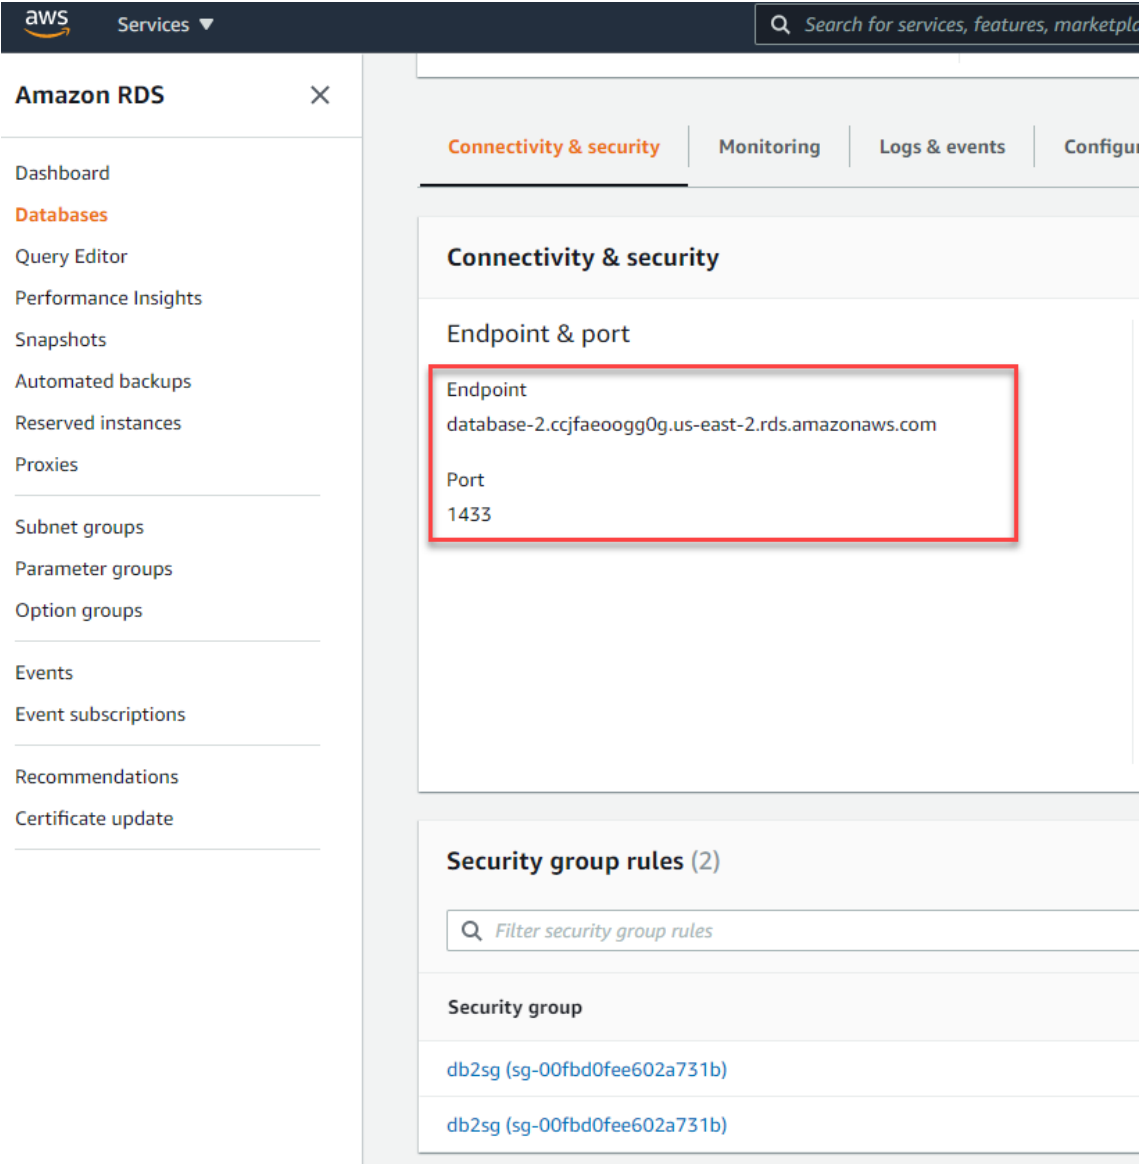 aws
Services ▼
Search for services, features, marketpla
Amazon RDS
Dashboard
Databases
Query Editor
Performance Insights
Snapshots
Automated backups
Reserved instances
Proxies
Subnet groups
Parameter groups
Option groups
Events
Event subscriptions
Recommendations
Certificate update
Connectivity & security
Monitoring
Logs & events
Configur
Connectivity & security
Endpoint & port
Endpoint
database-2.ccjfaeoogg0g.us-east-2.rds.amazonaws.com
Port
1433
Security group rules (2)
Filter security group rules
Security group
db2sg (sg-00fbd0fee602a731b)
db2sg (sg-00fbd0fee602a731b)